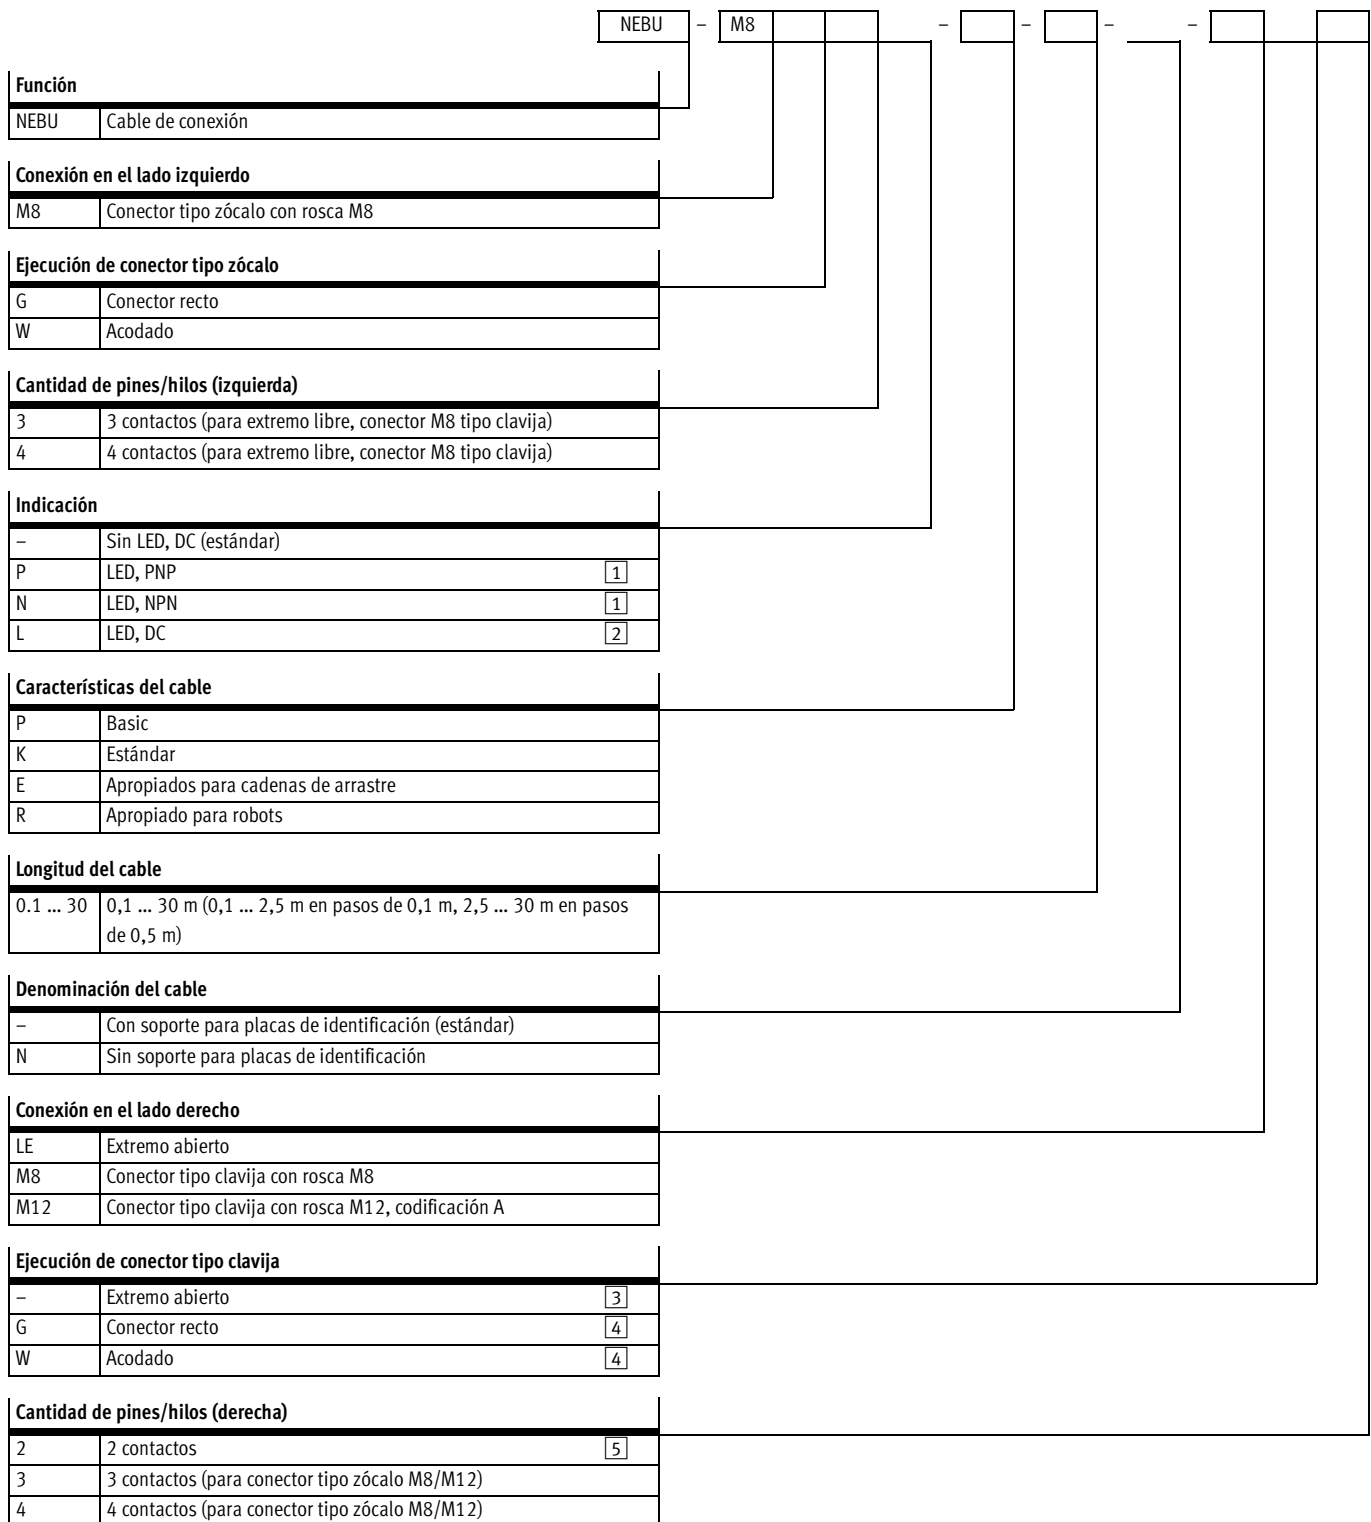 NEBU – M8 – – – –
Función
NEBU Cable de conexión
Conexión en el lado izquierdo
M8 Conector tipo zócalo con rosca M8
Ejecución de conector tipo zócalo
G Conector recto
W Acodado
Cantidad de pines/hilos (izquierda)
3 3 contactos (para extremo libre, conector M8 tipo clavija)
4 4 contactos (para extremo libre, conector M8 tipo clavija)
Indicación
– Sin LED, DC (estándar)
P LED, PNP 1
N LED, NPN 1
L LED, DC 2
Características del cable
P Basic
K Estándar
E Apropiados para cadenas de arrastre
R Apropiado para robots
Longitud del cable
0.1 ... 30 0,1 ... 30 m (0,1 ... 2,5 m en pasos de 0,1 m, 2,5 ... 30 m en pasos
de 0,5 m)
Denominación del cable
– Con soporte para placas de identificación (estándar)
N Sin soporte para placas de identificación
Conexión en el lado derecho
LE Extremo abierto
M8 Conector tipo clavija con rosca M8
M12 Conector tipo clavija con rosca M12, codificación A
Ejecución de conector tipo clavija
– Extremo abierto 3
G Conector recto 4
W Acodado 4
Cantidad de pines/hilos (derecha)
2 2 contactos 5
3 3 contactos (para conector tipo zócalo M8/M12)
4 4 contactos (para conector tipo zócalo M8/M12)